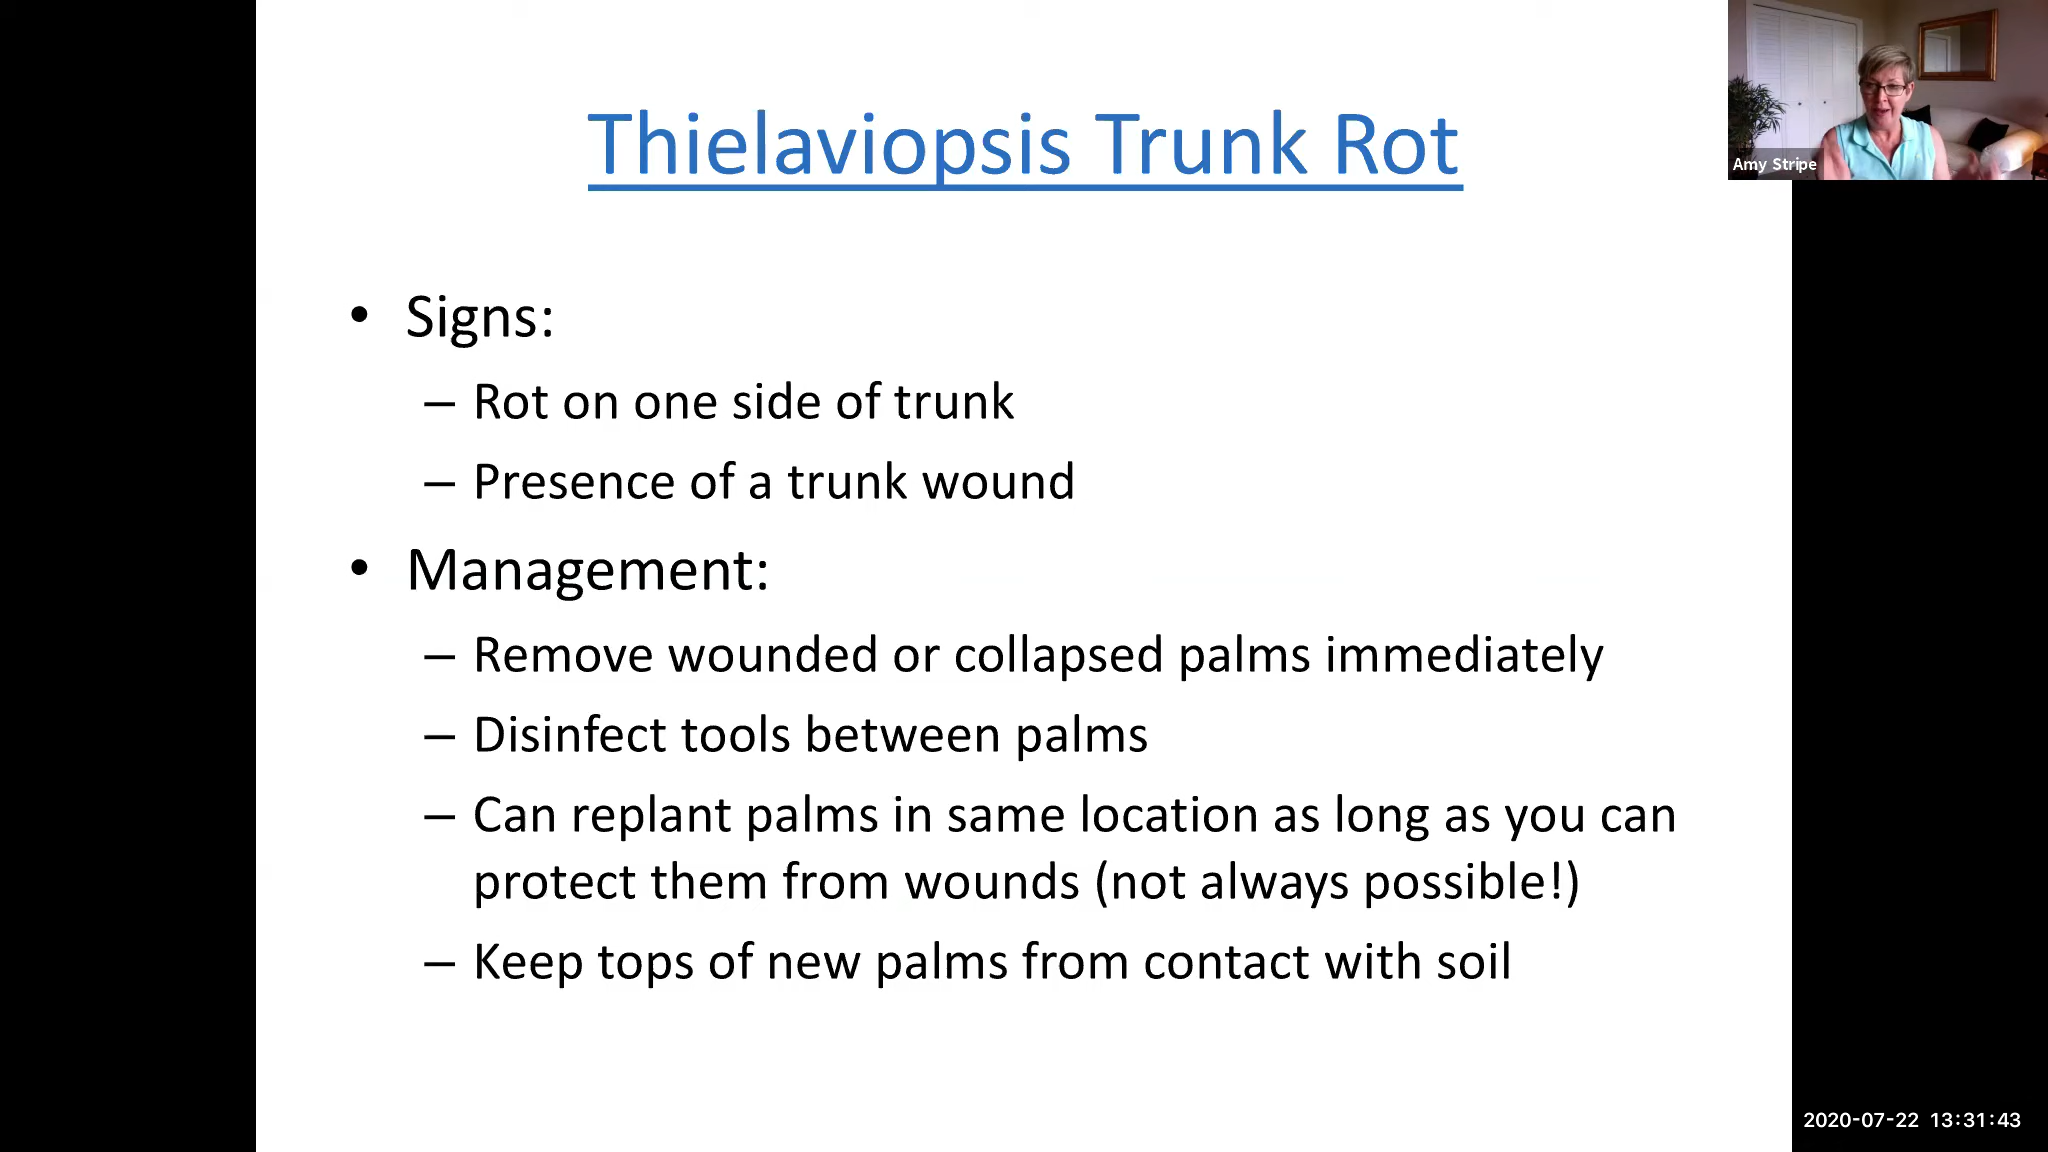 Thielaviopsis Trunk Rot
Amy Stripe
• Signs:
– Rot on one side of trunk
– Presence of a trunk wound
• Management:
– Remove wounded or collapsed palms immediately
– Disinfect tools between palms
– Can replant palms in same location as long as you can
protect them from wounds (not always possible!)
– Keep tops of new palms from contact with soil
2020-07-22 13:31:43